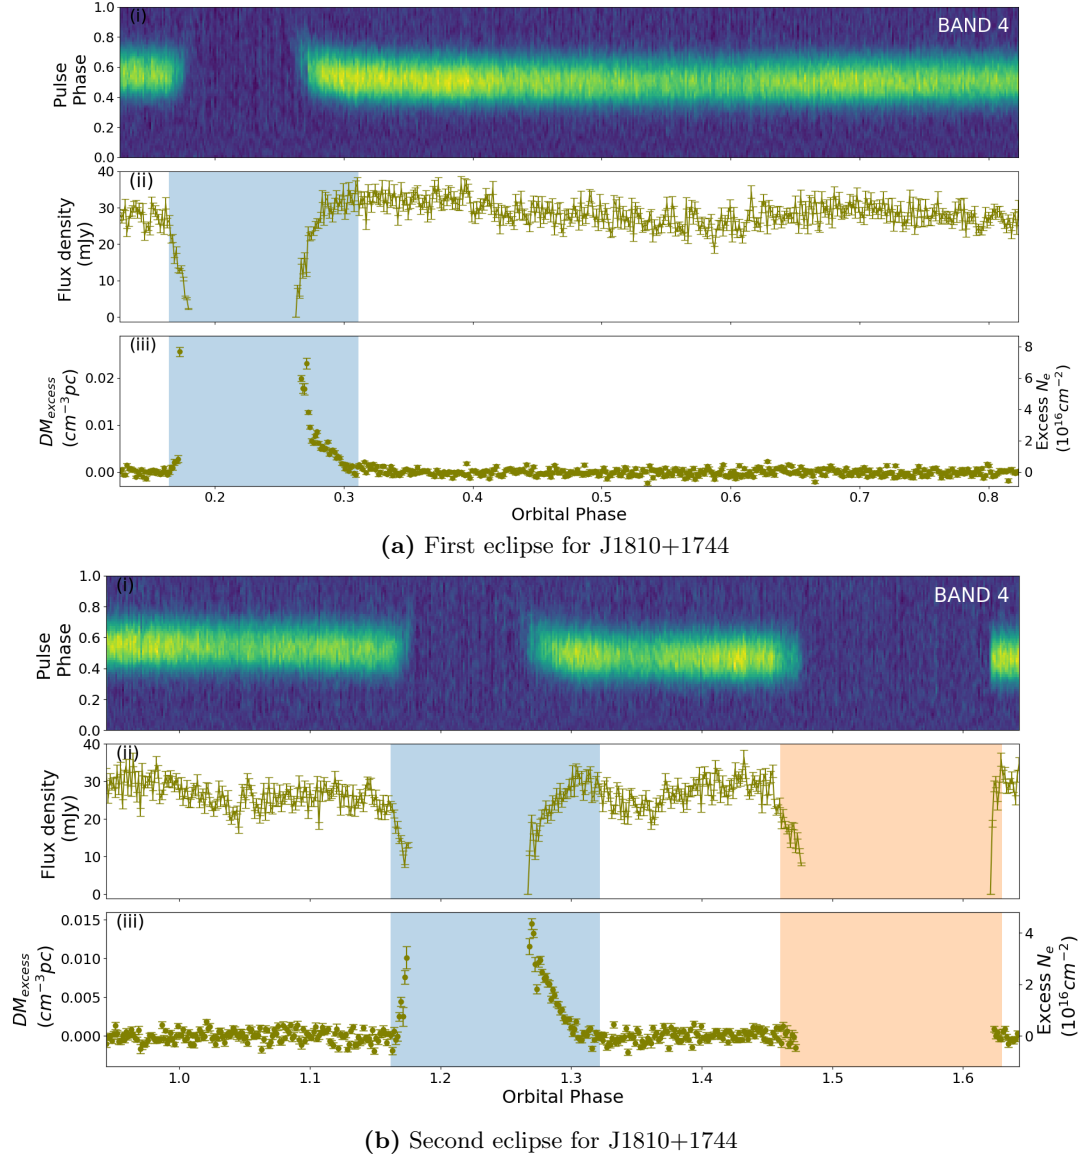 (i)
BAND 4
Pulse
Phase
1.0
0.8
0.6
0.4
0.2
0.0
(ii)
Flux density
(mJy)
40
30
20
10
0
(iii)
DM_excess
(cm^-3 pc)
0.02
0.01
0.00
8
6
4
2
0
Excess N_e
(10^16 cm^-2)
0.2 0.3 0.4 0.5 0.6 0.7 0.8
Orbital Phase
(a) First eclipse for J1810+1744
(i)
BAND 4
Pulse
Phase
1.0
0.8
0.6
0.4
0.2
0.0
(ii)
Flux density
(mJy)
40
30
20
10
0
(iii)
DM_excess
(cm^-3 pc)
0.015
0.010
0.005
0.000
4
2
0
Excess N_e
(10^16 cm^-2)
1.0 1.1 1.2 1.3 1.4 1.5 1.6
Orbital Phase
(b) Second eclipse for J1810+1744